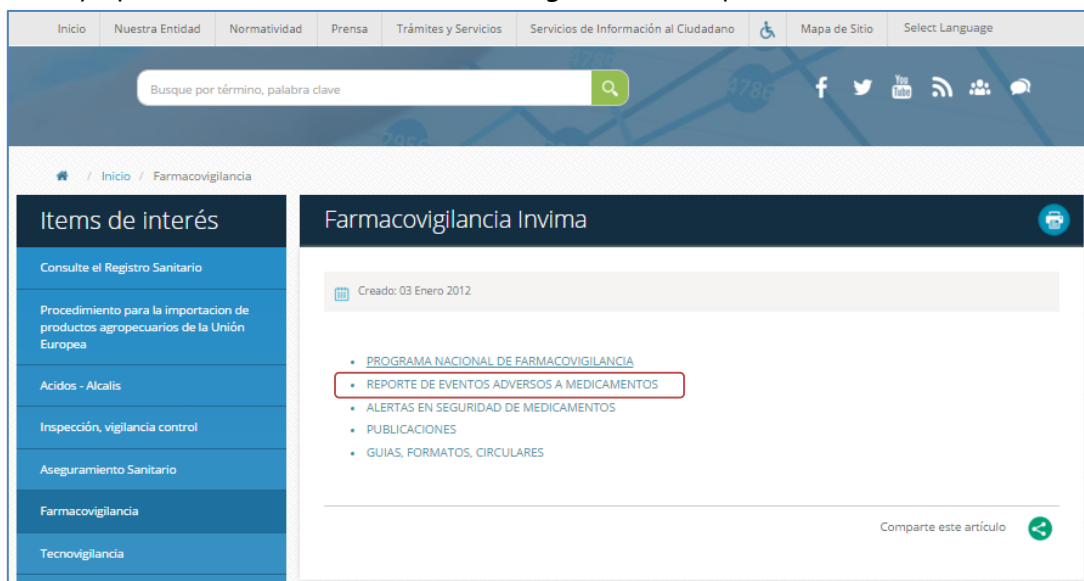 Inicio
Nuestra Entidad
Normatividad
Prensa
Trámites y Servicios
Servicios de Información al Ciudadano
Mapa de Sitio
Select Language
Busque por término, palabra clave
4789
4786
You
Tube
/ Inicio / Farmacovigilancia
Items de interés
Consulte el Registro Sanitario
Procedimiento para la importacion de
productos agropecuarios de la Unión
Europea
Acidos - Alcalis
Inspección, vigilancia control
Aseguramiento Sanitario
Farmacovigilancia
Tecnovigilancia
Farmacovigilancia Invima
Creado: 03 Enero 2012
• PROGRAMA NACIONAL DE FARMACOVIGILANCIA
• REPORTE DE EVENTOS ADVERSOS A MEDICAMENTOS
• ALERTAS EN SEGURIDAD DE MEDICAMENTOS
• PUBLICACIONES
• GUIAS, FORMATOS, CIRCULARES
Comparte este artículo